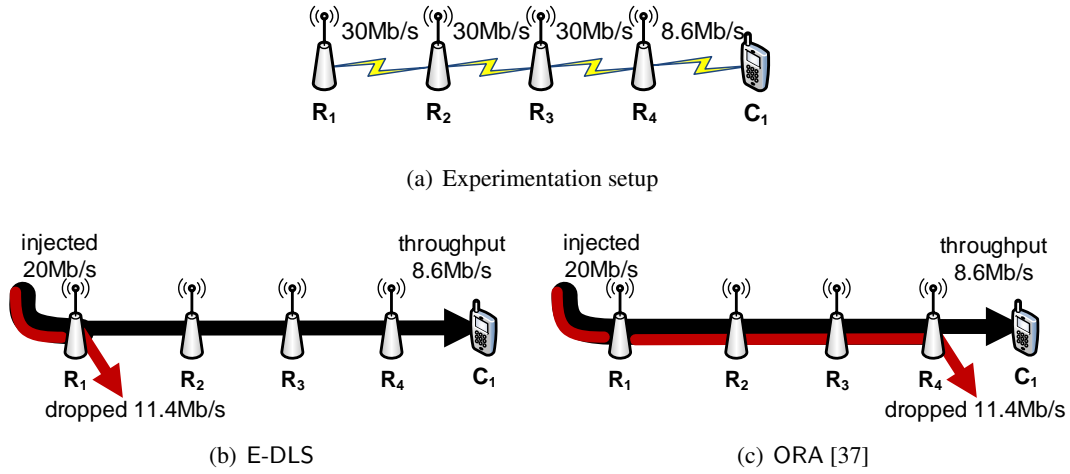 30Mb/s 30Mb/s 30Mb/s 8.6Mb/s
R1 R2 R3 R4 C1
(a) Experimentation setup
injected
20Mb/s
throughput
8.6Mb/s
R1 R2 R3 R4 C1
dropped 11.4Mb/s
(b) E-DLS
injected
20Mb/s
throughput
8.6Mb/s
R1 R2 R3 R4 C1
dropped 11.4Mb/s
(c) ORA [37]